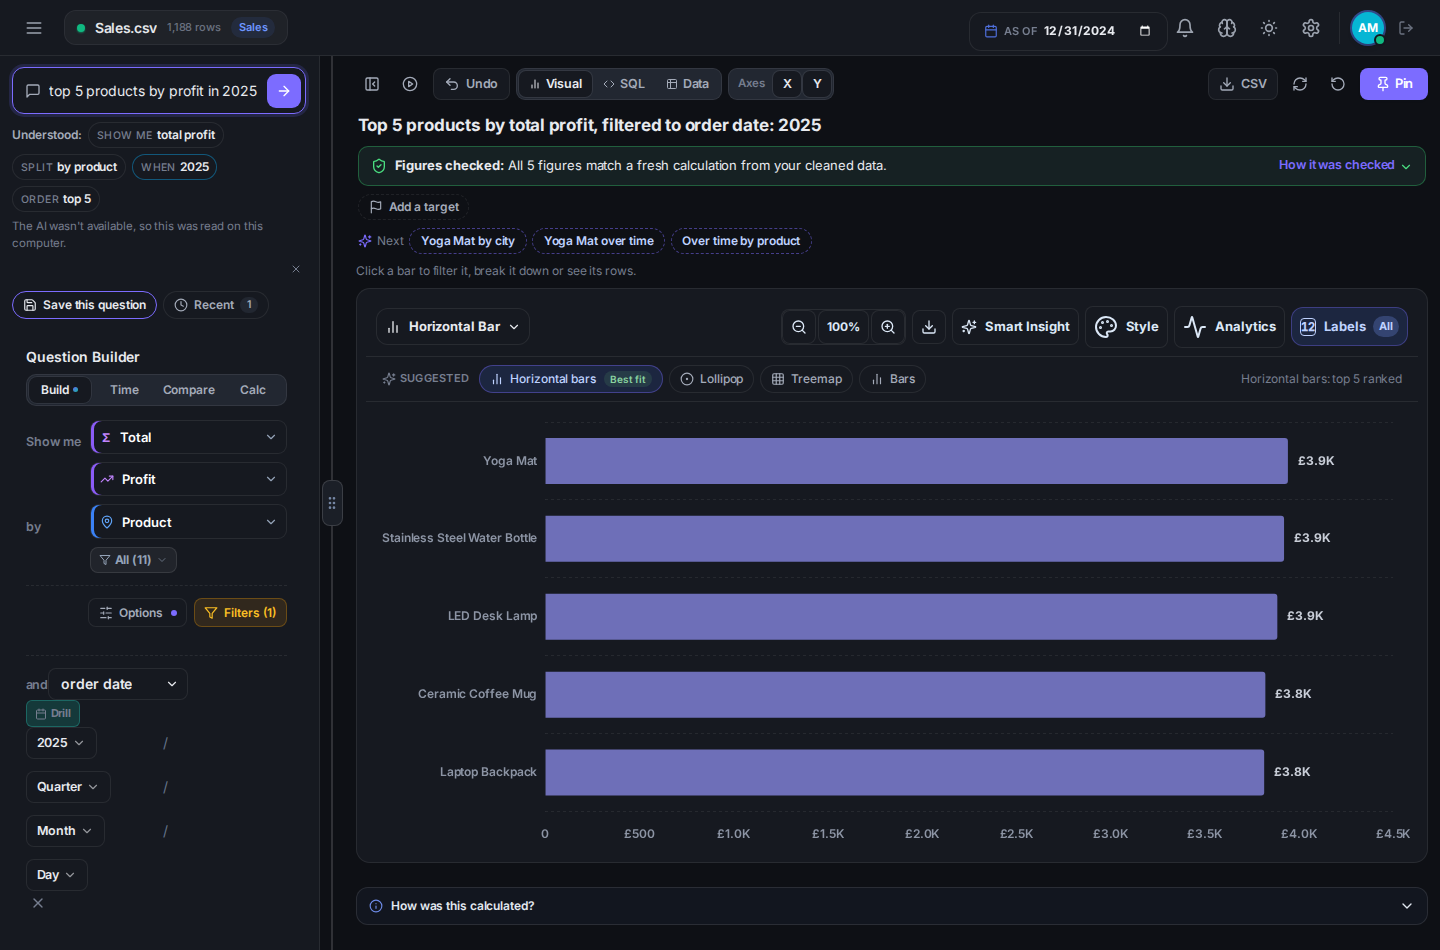 Sales.csv 1,188 rows Sales
AS OF 12/31/2024
AM
top 5 products by profit in 2025
Understood: SHOW ME total profit
SPLIT by product WHEN 2025
ORDER top 5
The AI wasn't available, so this was read on this
computer.
Save this question Recent 1
Question Builder
Build Time Compare Calc
Show me Σ Total
Profit
by Product
All (11)
Options Filters (1)
and order date
Drill
2025 /
Quarter /
Month /
Day
Undo Visual SQL Data Axes X Y CSV Pin
Top 5 products by total profit, filtered to order date: 2025
Figures checked: All 5 figures match a fresh calculation from your cleaned data. How it was checked
Add a target
Next Yoga Mat by city Yoga Mat over time Over time by product
Click a bar to filter it, break it down or see its rows.
Horizontal Bar 100% Smart Insight Style Analytics 12 Labels All
SUGGESTED Horizontal bars Best fit Lollipop Treemap Bars Horizontal bars: top 5 ranked
Yoga Mat £3.9K
Stainless Steel Water Bottle £3.9K
LED Desk Lamp £3.9K
Ceramic Coffee Mug £3.8K
Laptop Backpack £3.8K
0 £500 £1.0K £1.5K £2.0K £2.5K £3.0K £3.5K £4.0K £4.5K
How was this calculated?